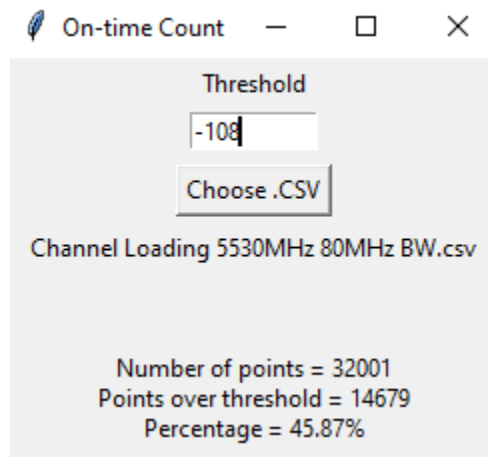 On-time Count
Threshold
-108
Choose .CSV
Channel Loading 5530MHz 80MHz BW.csv
Number of points = 32001
Points over threshold = 14679
Percentage = 45.87%